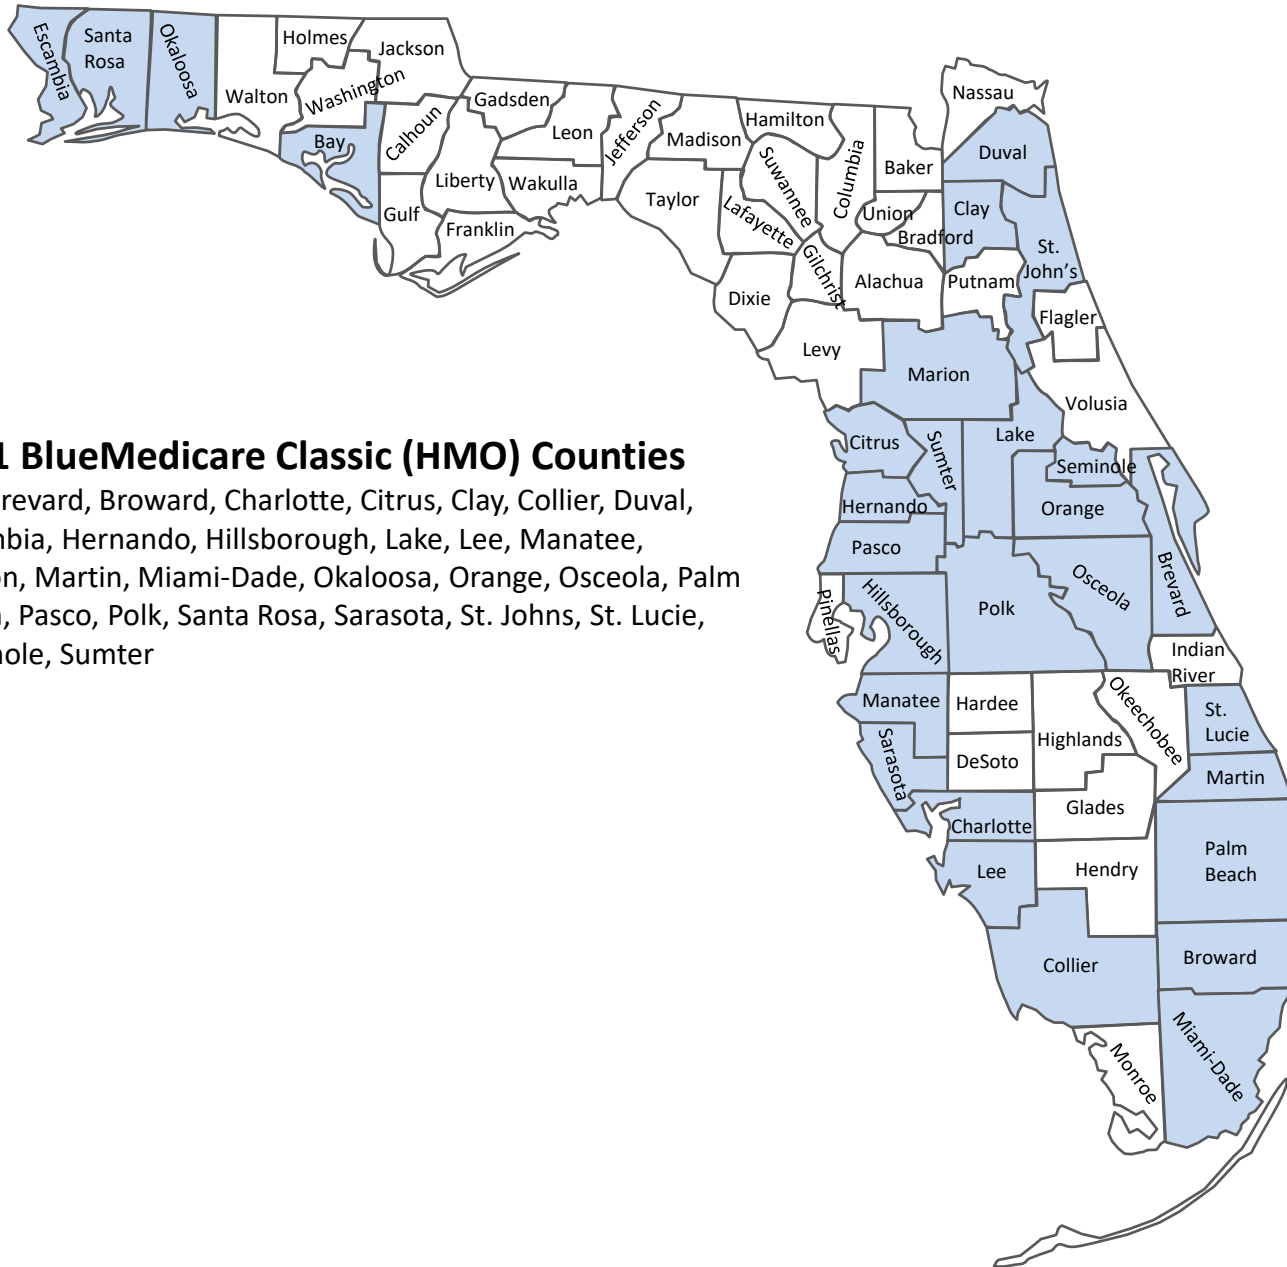 Escambia
Santa
Rosa
Okaloosa
Walton
Holmes
Washington
Jackson
Bay
Calhoun
Gulf
Liberty
Franklin
Gadsden
Leon
Wakulla
Jefferson
Madison
Taylor
Hamilton
Suwannee
Lafayette
Dixie
Columbia
Gilchrist
Baker
Union
Bradford
Alachua
Levy
Nassau
Duval
Clay
St.
John’s
Putnam
Flagler
Marion
Volusia
Citrus
Sumter
Lake
Seminole
Hernando
Orange
Pasco
Pinellas
Hillsborough
Polk
Osceola
Brevard
Indian
River
Manatee
Hardee
Highlands
Okeechobee
St.
Lucie
Sarasota
DeSoto
Martin
Charlotte
Glades
Lee
Hendry
Palm
Beach
Collier
Broward
Monroe
Miami-Dade
1 BlueMedicare Classic (HMO) Counties
revard, Broward, Charlotte, Citrus, Clay, Collier, Duval,
bia, Hernando, Hillsborough, Lake, Lee, Manatee,
n, Martin, Miami-Dade, Okaloosa, Orange, Osceola, Palm
, Pasco, Polk, Santa Rosa, Sarasota, St. Johns, St. Lucie,
ole, Sumter